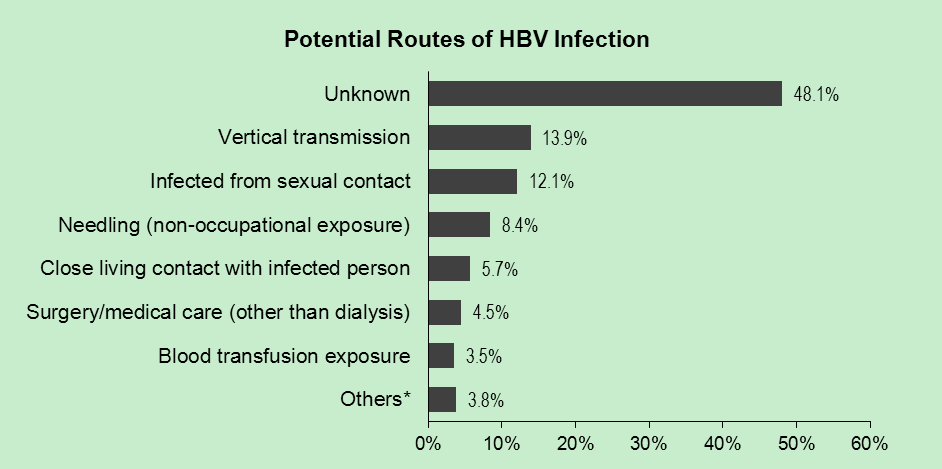 Potential Routes of HBV Infection
Unknown 48.1%
Vertical transmission 13.9%
Infected from sexual contact 12.1%
Needling (non-occupational exposure) 8.4%
Close living contact with infected person 5.7%
Surgery/medical care (other than dialysis) 4.5%
Blood transfusion exposure 3.5%
Others* 3.8%
0% 10% 20% 30% 40% 50% 60%